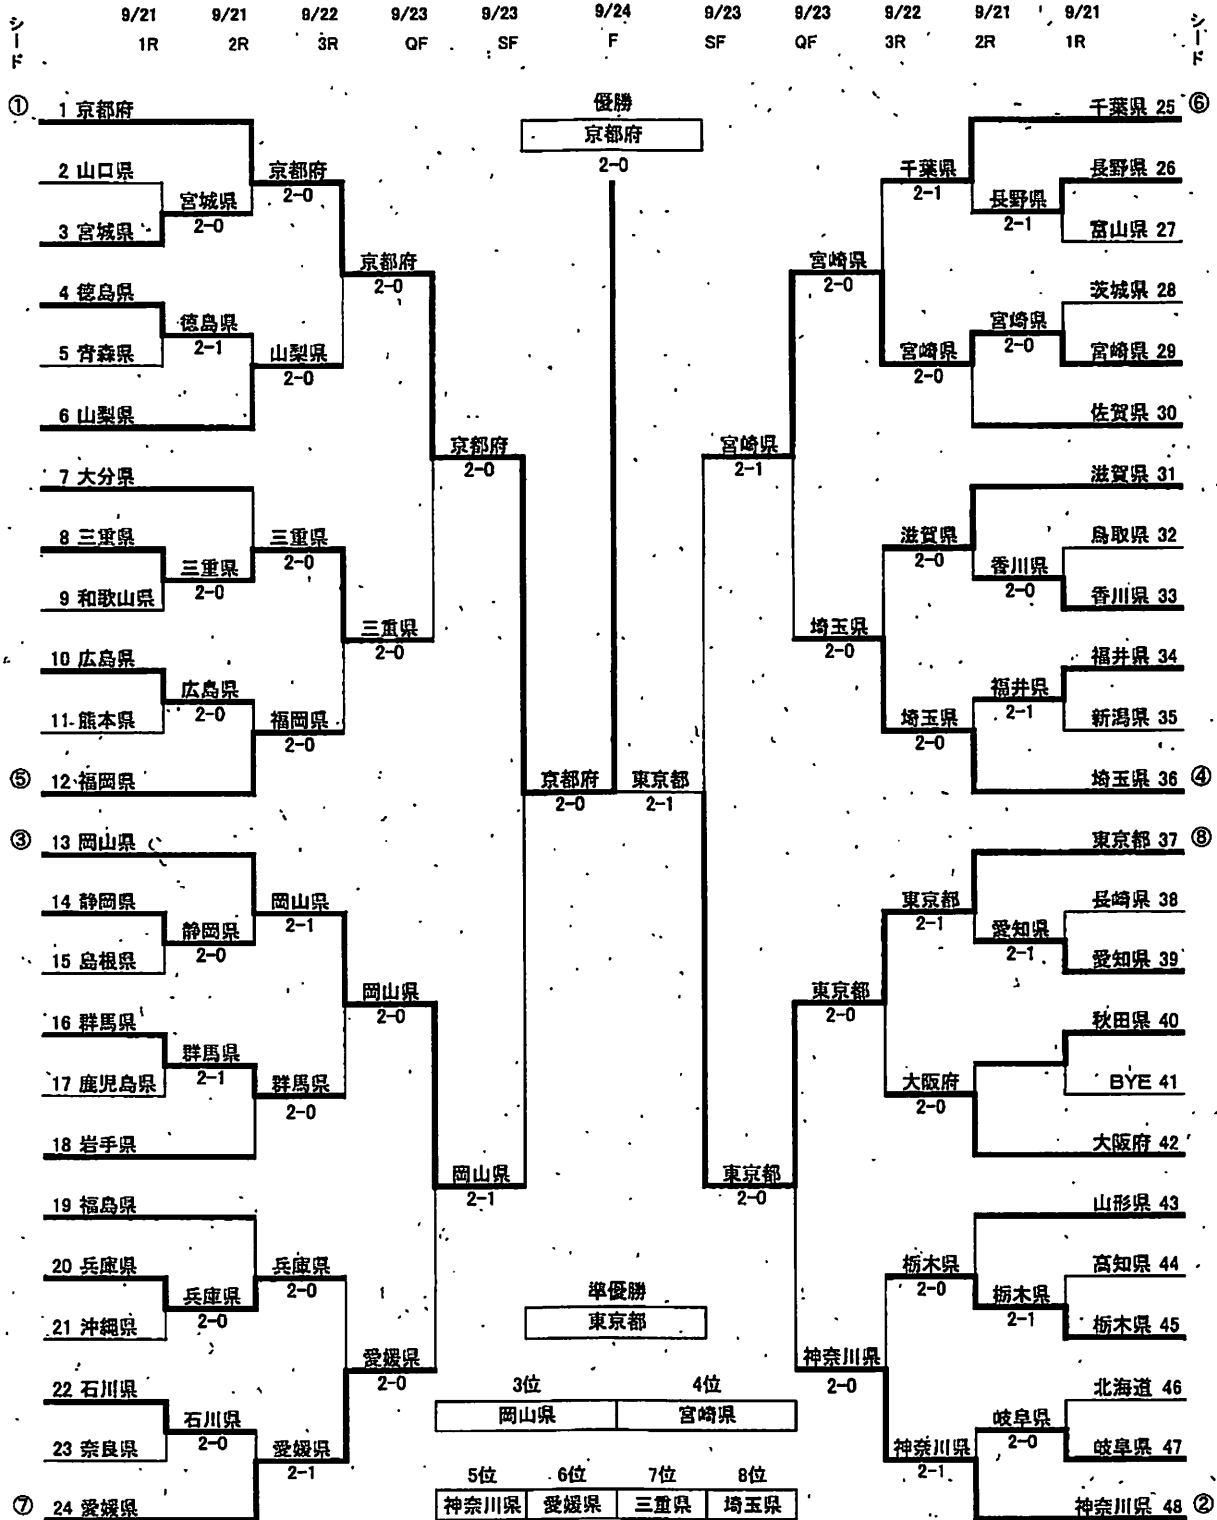 シード 9/21 9/21 9/22 9/23 9/23 9/24 9/23 9/23 9/22 9/21 9/21 シード
1R 2R 3R QF SF F SF QF 3R 2R 1R
① 1 京都府 優勝 千葉県 25 ⑥
京都府
2 山口県 京都府 2-0 千葉県 長野県 26
宮城県 2-0 2-1 長野県
3 宮城県 2-0 2-1 富山県 27
京都府 宮崎県
4 徳島県 2-0 2-0 茨城県 28
徳島県 宮崎県
5 青森県 2-1 山梨県 宮崎県 2-0 宮崎県 29
2-0 2-0
6 山梨県 佐賀県 30
京都府 宮崎県
7 大分県 2-0 2-1 滋賀県 31
8 三重県 三重県 滋賀県 鳥取県 32
三重県 2-0 2-0 香川県
9 和歌山県 2-0 2-0 香川県 33
三重県 埼玉県
10 広島県 2-0 2-0 福井県 34
広島県 福井県
11 熊本県 2-0 福岡県 埼玉県 2-1 新潟県 35
2-0 2-0
⑤ 12 福岡県 京都府 東京都 埼玉県 36 ④
2-0 2-1
③ 13 岡山県 東京都 37 ⑧
14 静岡県 岡山県 東京都 長崎県 38
静岡県 2-1 2-1 愛知県
15 島根県 2-0 2-1 愛知県 39
岡山県 東京都
16 群馬県 2-0 2-0 秋田県 40
群馬県
17 鹿児島県 2-1 群馬県 大阪府 BYE 41
2-0 2-0
18 岩手県 大阪府 42
岡山県 東京都
19 福島県 2-1 2-0 山形県 43
20 兵庫県 兵庫県 栃木県 高知県 44
兵庫県 2-0 準優勝 2-0 栃木県
21 沖縄県 2-0 東京都 2-1 栃木県 45
愛媛県 神奈川県
22 石川県 2-0 3位 4位 2-0 北海道 46
石川県 岡山県 宮崎県 岐阜県
23 奈良県 2-0 愛媛県 神奈川県 2-0 岐阜県 47
2-1 5位 6位 7位 8位 2-1
⑦ 24 愛媛県 神奈川県 愛媛県 三重県 埼玉県 神奈川県 48 ②